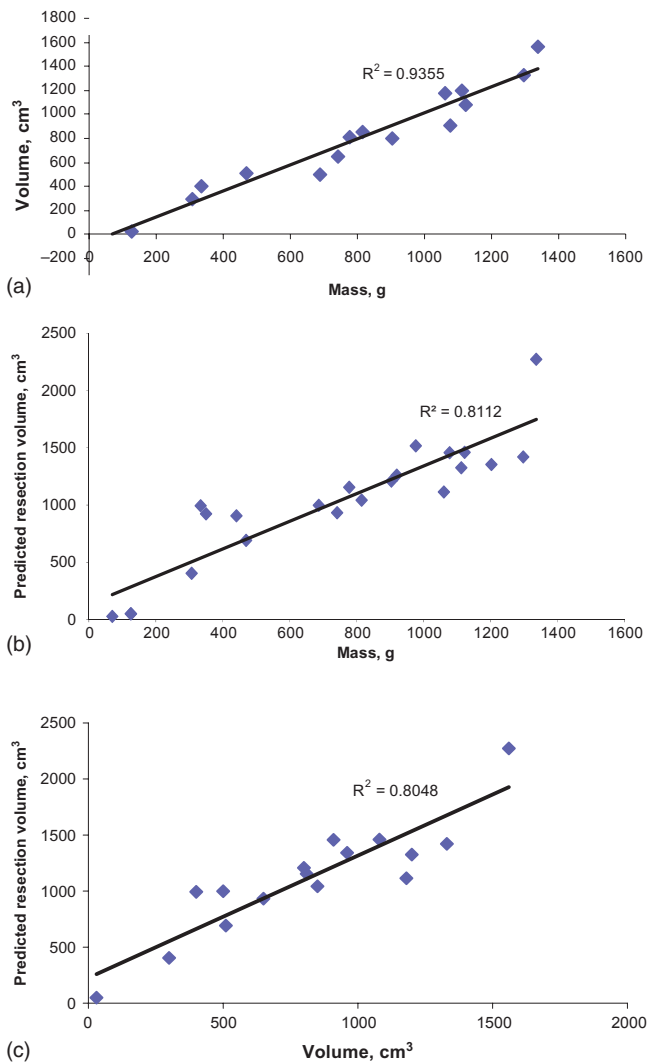 1800
1600
1400
1200
1000
800
600
400
200
0
–200
Volume, cm³
R² = 0.9355
0 200 400 600 800 1000 1200 1400 1600
Mass, g
(a)
2500
2000
1500
1000
500
0
Predicted resection volume, cm³
R² = 0.8112
0 200 400 600 800 1000 1200 1400 1600
Mass, g
(b)
2500
2000
1500
1000
500
0
Predicted resection volume, cm³
R² = 0.8048
0 500 1000 1500 2000
Volume, cm³
(c)